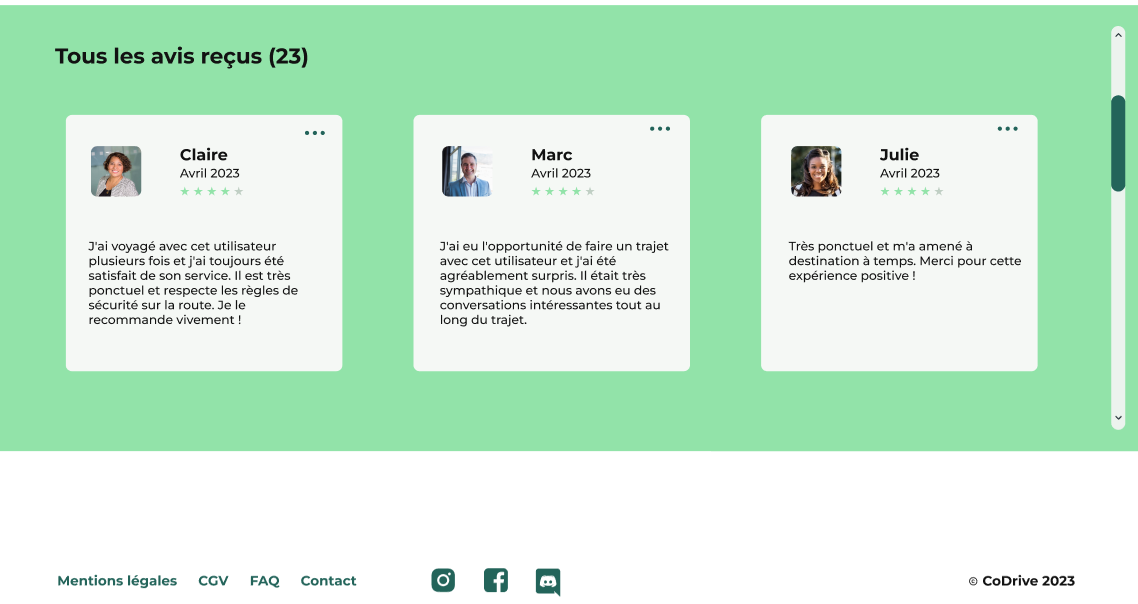 Tous les avis reçus (23)
Claire
Avril 2023
J'ai voyagé avec cet utilisateur
plusieurs fois et j'ai toujours été
satisfait de son service. Il est très
ponctuel et respecte les règles de
sécurité sur la route. Je le
recommande vivement !
Marc
Avril 2023
J'ai eu l'opportunité de faire un trajet
avec cet utilisateur et j'ai été
agréablement surpris. Il était très
sympathique et nous avons eu des
conversations intéressantes tout au
long du trajet.
Julie
Avril 2023
Très ponctuel et m'a amené à
destination à temps. Merci pour cette
expérience positive !
Mentions légales CGV FAQ Contact
© CoDrive 2023